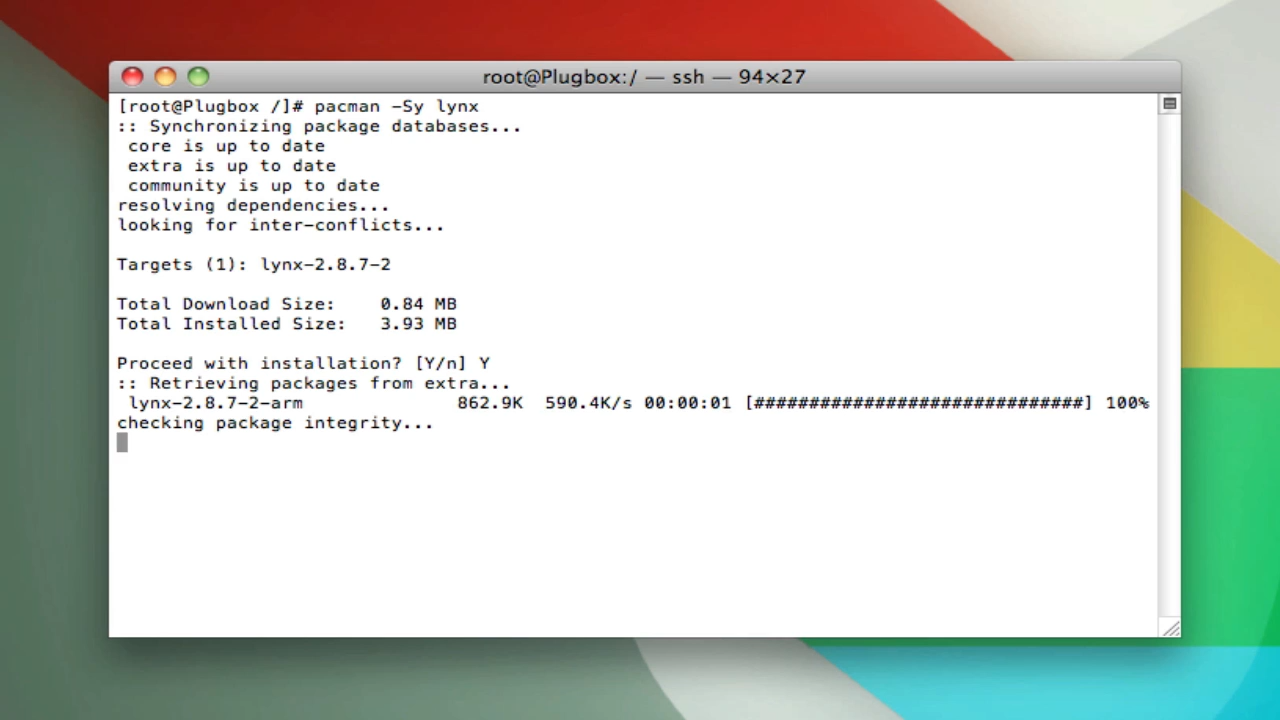 root@Plugbox:/ — ssh — 94×27
[root@Plugbox /]# pacman -Sy lynx
:: Synchronizing package databases...
 core is up to date
 extra is up to date
 community is up to date
resolving dependencies...
looking for inter-conflicts...

Targets (1): lynx-2.8.7-2

Total Download Size:    0.84 MB
Total Installed Size:   3.93 MB

Proceed with installation? [Y/n] Y
:: Retrieving packages from extra...
 lynx-2.8.7-2-arm              862.9K  590.4K/s 00:00:01 [##############################] 100%
checking package integrity...